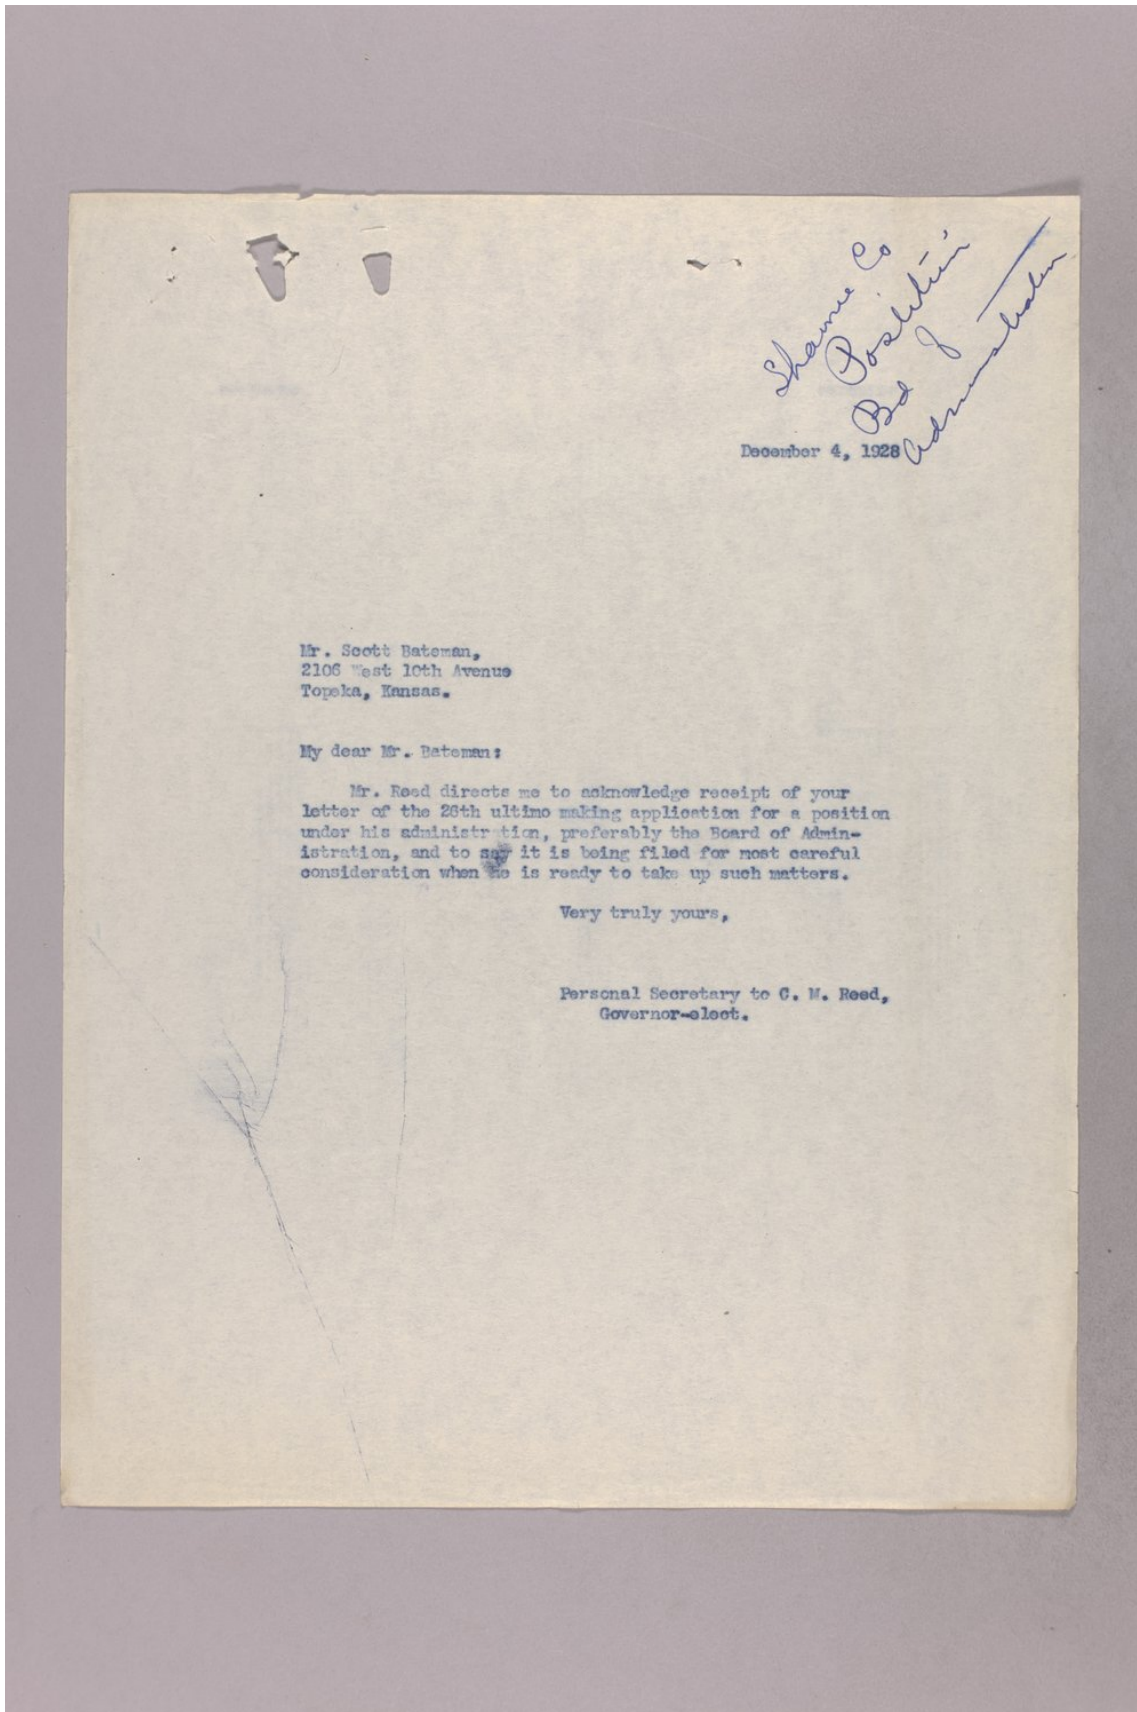 Shawnee Co
Position
Bd of
Administration
December 4, 1928
Mr. Scott Bateman,
2106 West 10th Avenue
Topeka, Kansas.
My dear Mr. Bateman:
Mr. Reed directs me to acknowledge receipt of your
letter of the 26th ultimo making application for a position
under his administr tion, preferably the Board of Admin-
istration, and to say it is being filed for most careful
consideration when he is ready to take up such matters.
Very truly yours,
Personal Secretary to C. M. Reed,
Governor-elect.